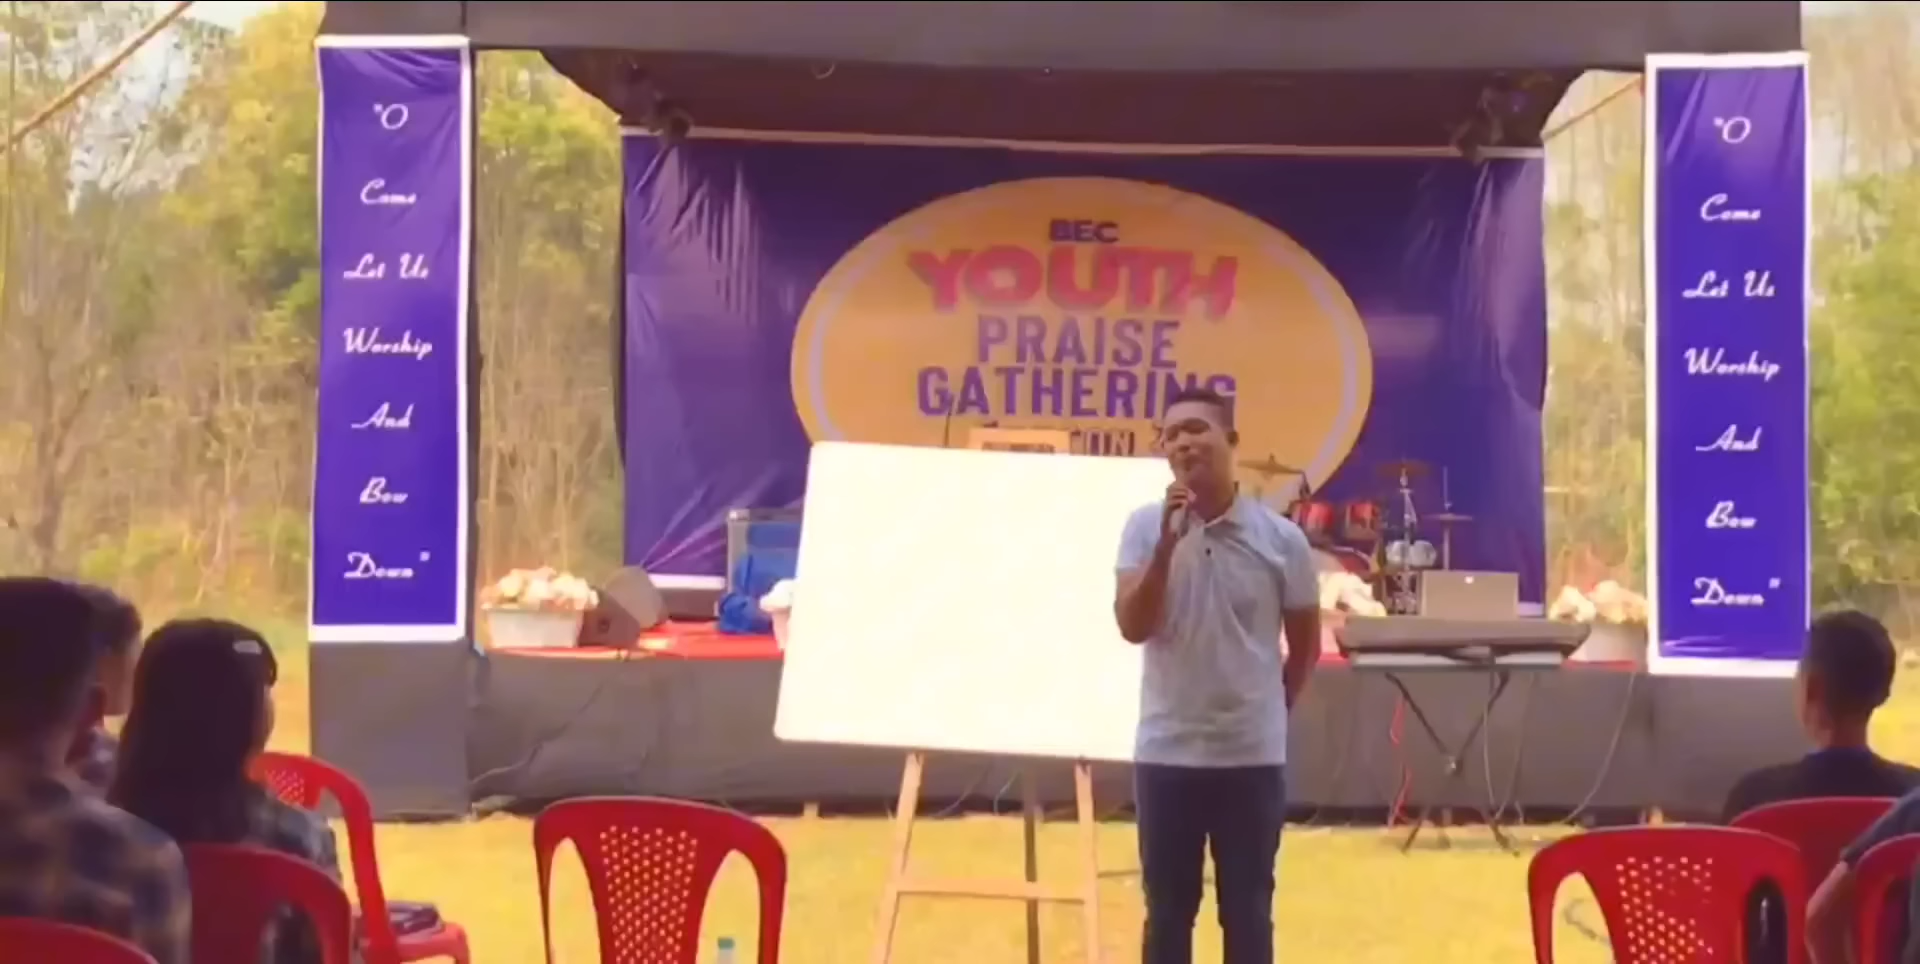 "O
Come
Let Us
Worship
And
Bow
Down"
BEC
YOUTH
PRAISE
GATHERING
"O
Come
Let Us
Worship
And
Bow
Down"